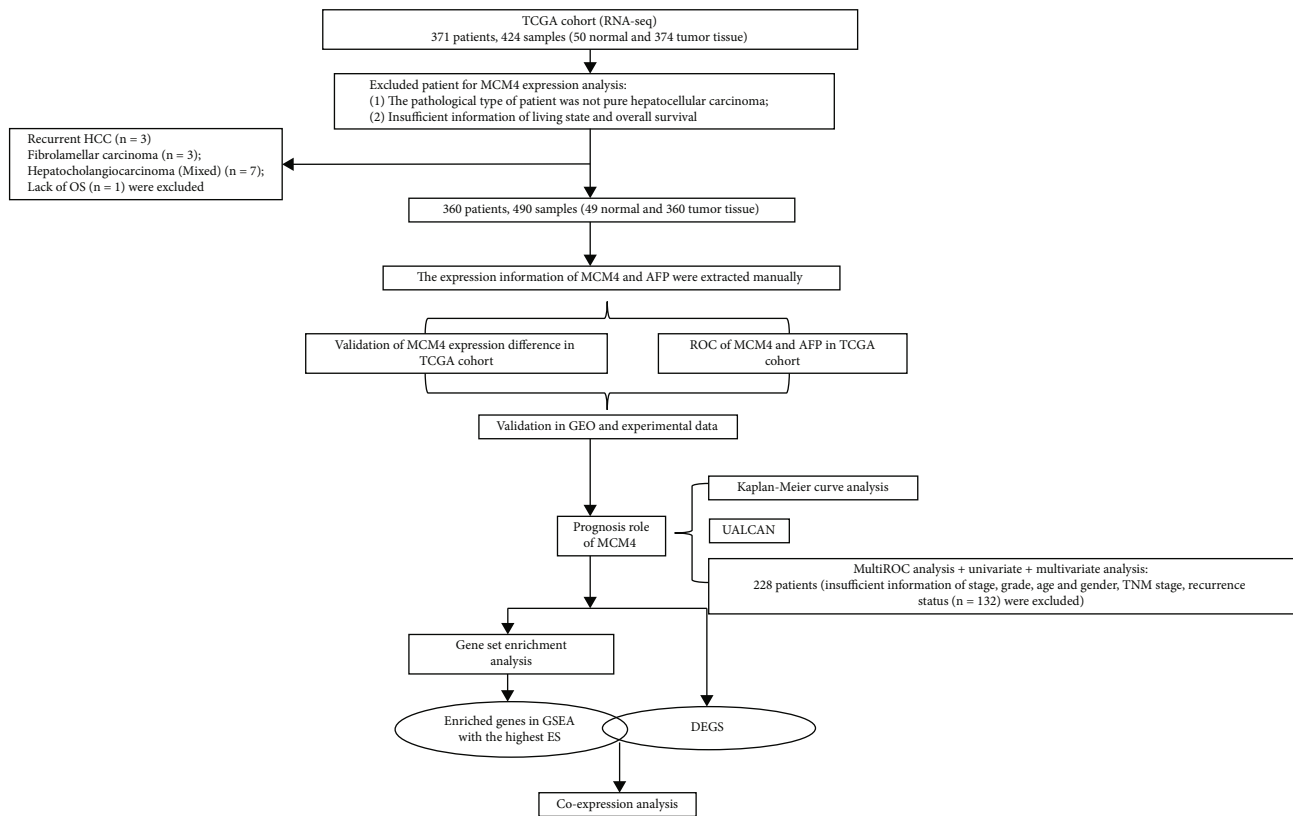 TCGA cohort (RNA-seq)
371 patients, 424 samples (50 normal and 374 tumor tissue)
Excluded patient for MCM4 expression analysis:
(1) The pathological type of patient was not pure hepatocellular carcinoma;
(2) Insufficient information of living state and overall survival
Recurrent HCC (n = 3)
Fibrolamellar carcinoma (n = 3);
Hepatocholangiocarcinoma (Mixed) (n = 7);
Lack of OS (n = 1) were excluded
360 patients, 490 samples (49 normal and 360 tumor tissue)
The expression information of MCM4 and AFP were extracted manually
Validation of MCM4 expression difference in
TCGA cohort
ROC of MCM4 and AFP in TCGA
cohort
Validation in GEO and experimental data
Prognosis role
of MCM4
Kaplan-Meier curve analysis
UALCAN
MultiROC analysis + univariate + multivariate analysis:
228 patients (insufficient information of stage, grade, age and gender, TNM stage, recurrence
status (n = 132) were excluded)
Gene set enrichment
analysis
Enriched genes in GSEA
with the highest ES
DEGS
Co-expression analysis